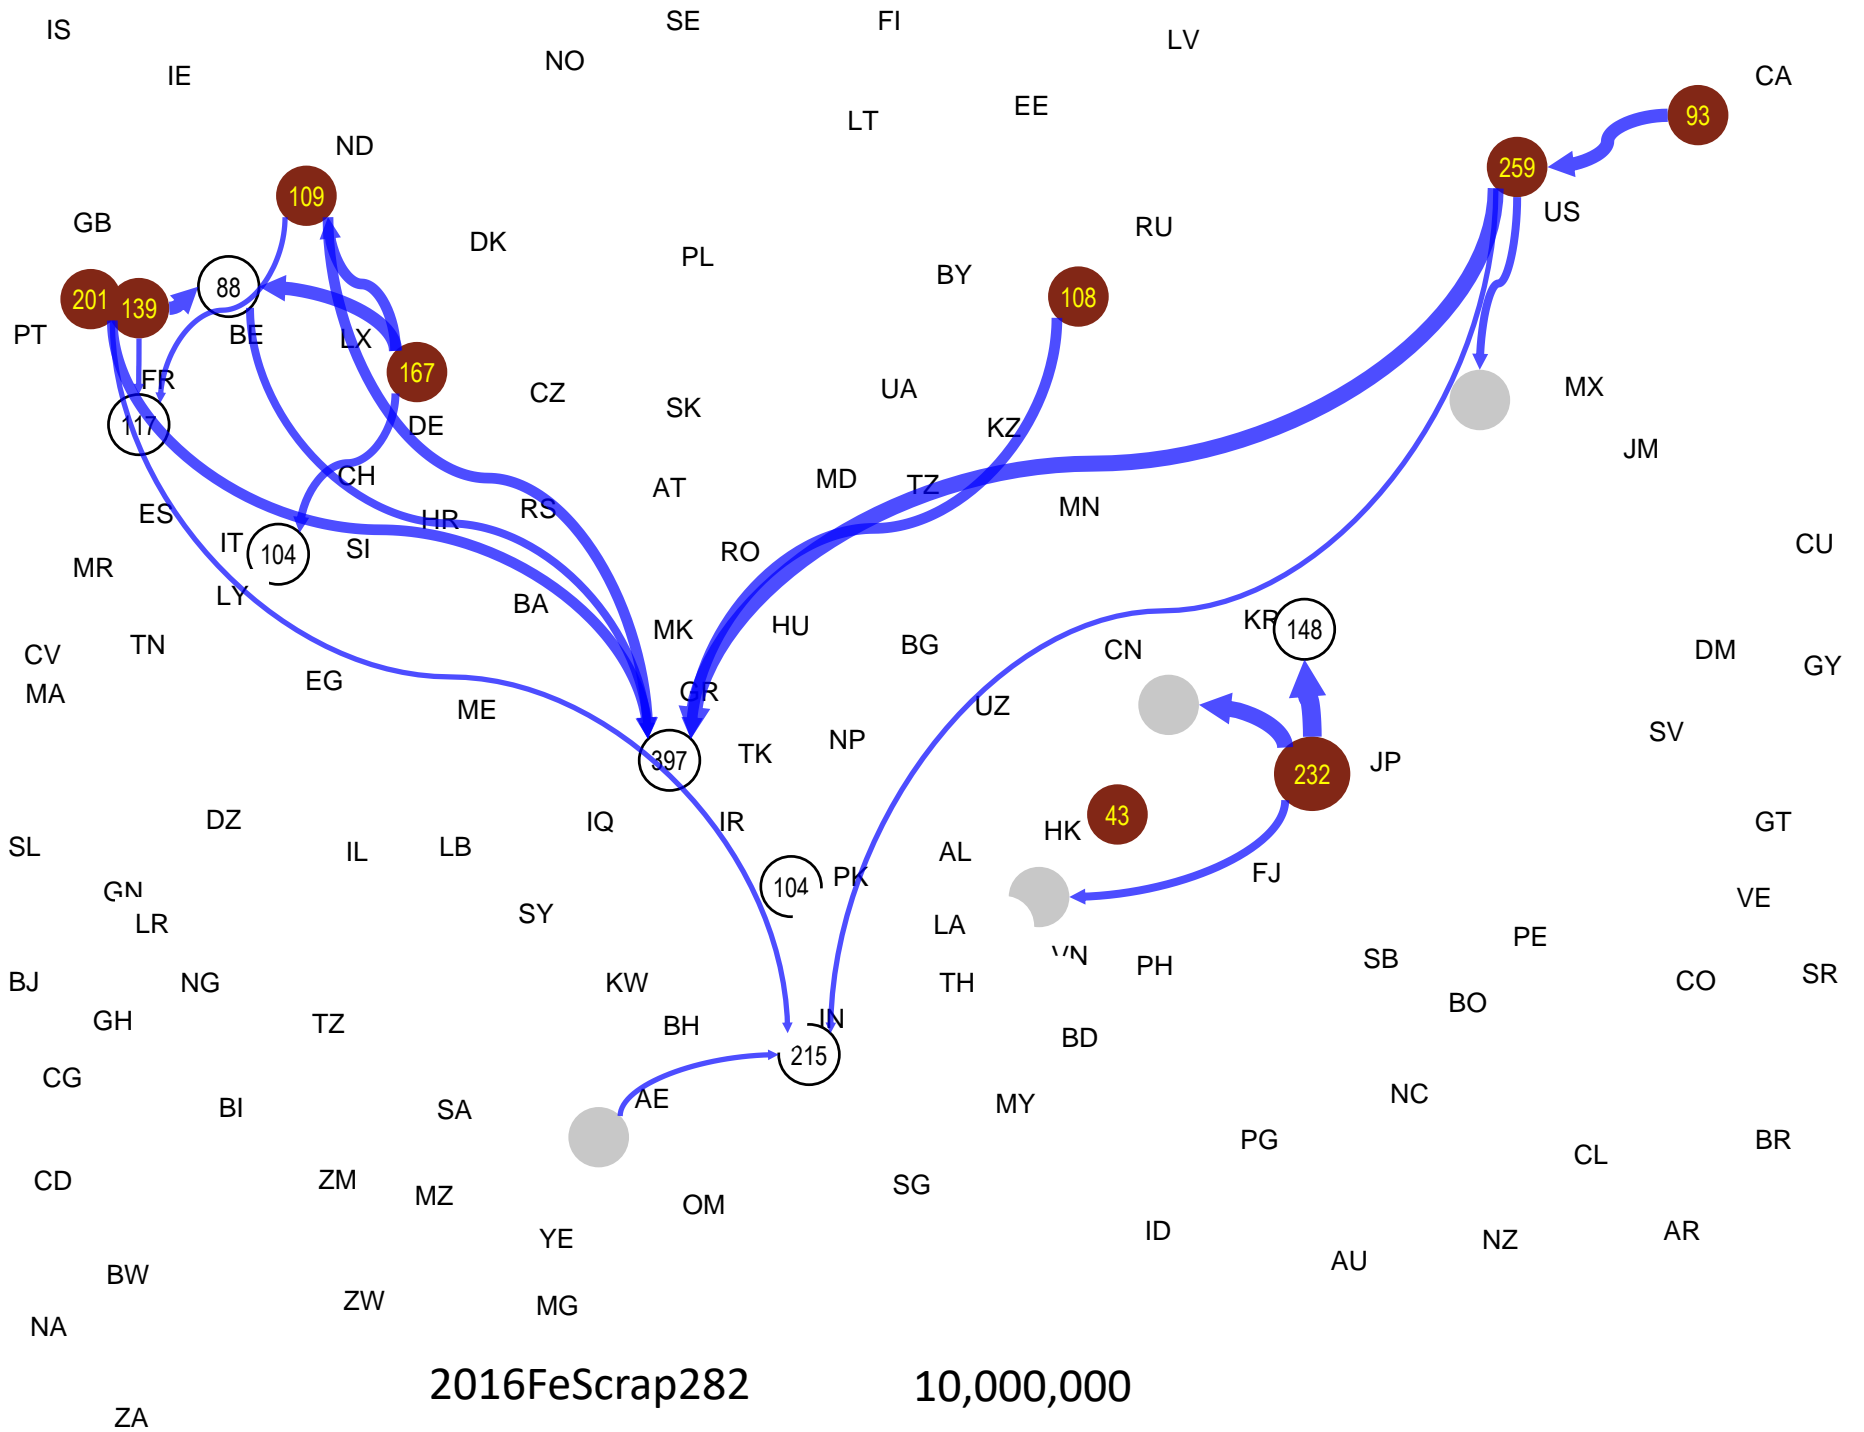 IS
SE
FI
LV
IE
NO
CA
LT
EE
93
ND
259
109
US
GB
DK
PL
RU
BY
88
201
139
108
PT
BE
LX
167
FR
CZ
UA
MX
SK
117
DE
KZ
JM
CH
AT
MD
TZ
MN
ES
HR
RS
IT
104
SI
RO
CU
MR
LY
BA
MK
HU
KR
148
CV
TN
BG
CN
DM
GY
MA
EG
ME
GR
UZ
397
TK
NP
SV
232
JP
DZ
IQ
IR
HK
43
GT
SL
IL
LB
AL
FJ
GN
104
PK
VE
LR
SY
LA
PE
VN
PH
SB
BJ
NG
KW
TH
CO
SR
BO
GH
TZ
BH
IN
BD
215
CG
AE
NC
BI
SA
MY
PG
BR
CL
CD
ZM
MZ
SG
OM
YE
ID
NZ
AR
AU
BW
ZW
MG
NA
2016FeScrap282
10,000,000
ZA